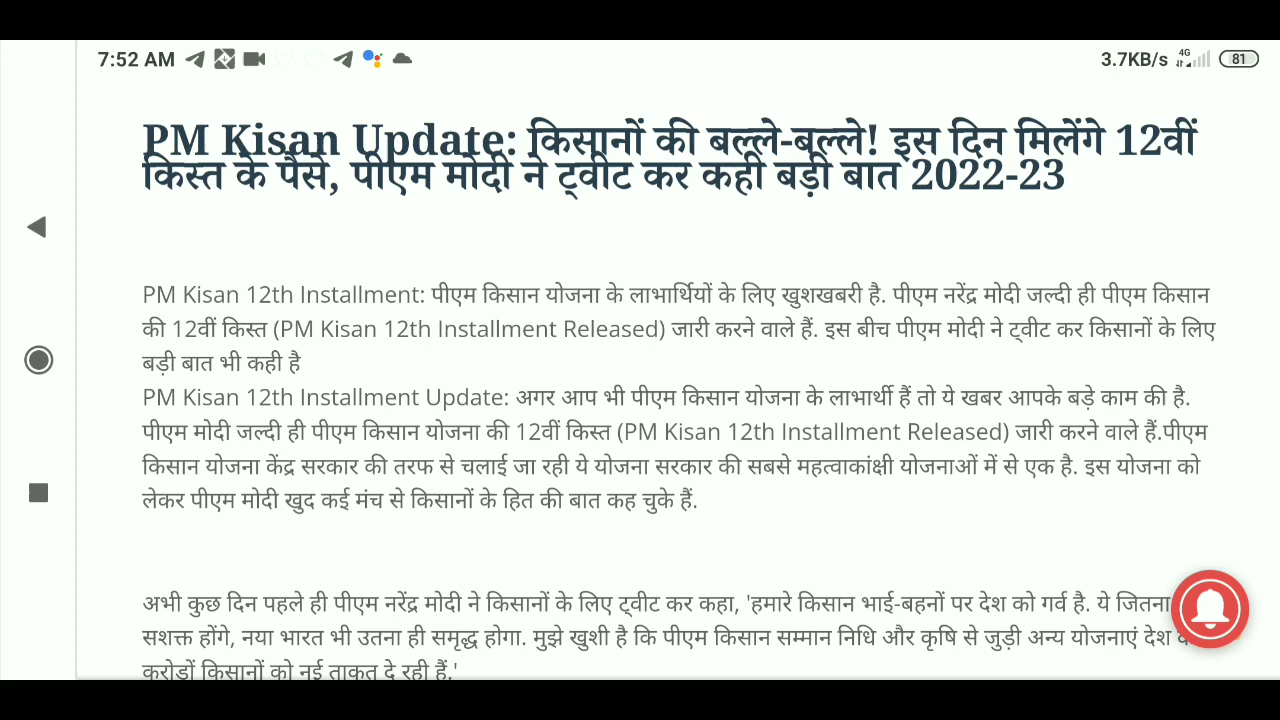 7:52 AM
3.7KB/s 4G 81
PM Kisan Update: किसानों की बल्ले-बल्ले! इस दिन मिलेंगे 12वीं
किस्त के पैसे, पीएम मोदी ने ट्वीट कर कही बड़ी बात 2022-23
PM Kisan 12th Installment: पीएम किसान योजना के लाभार्थियों के लिए खुशखबरी है. पीएम नरेंद्र मोदी जल्दी ही पीएम किसान
की 12वीं किस्त (PM Kisan 12th Installment Released) जारी करने वाले हैं. इस बीच पीएम मोदी ने ट्वीट कर किसानों के लिए
बड़ी बात भी कही है
PM Kisan 12th Installment Update: अगर आप भी पीएम किसान योजना के लाभार्थी हैं तो ये खबर आपके बड़े काम की है.
पीएम मोदी जल्दी ही पीएम किसान योजना की 12वीं किस्त (PM Kisan 12th Installment Released) जारी करने वाले हैं.पीएम
किसान योजना केंद्र सरकार की तरफ से चलाई जा रही ये योजना सरकार की सबसे महत्वाकांक्षी योजनाओं में से एक है. इस योजना को
लेकर पीएम मोदी खुद कई मंच से किसानों के हित की बात कह चुके हैं.
अभी कुछ दिन पहले ही पीएम नरेंद्र मोदी ने किसानों के लिए ट्वीट कर कहा, 'हमारे किसान भाई-बहनों पर देश को गर्व है. ये जितना
सशक्त होंगे, नया भारत भी उतना ही समृद्ध होगा. मुझे खुशी है कि पीएम किसान सम्मान निधि और कृषि से जुड़ी अन्य योजनाएं देश
करोड़ों किसानों को नई ताकत दे रही हैं.'